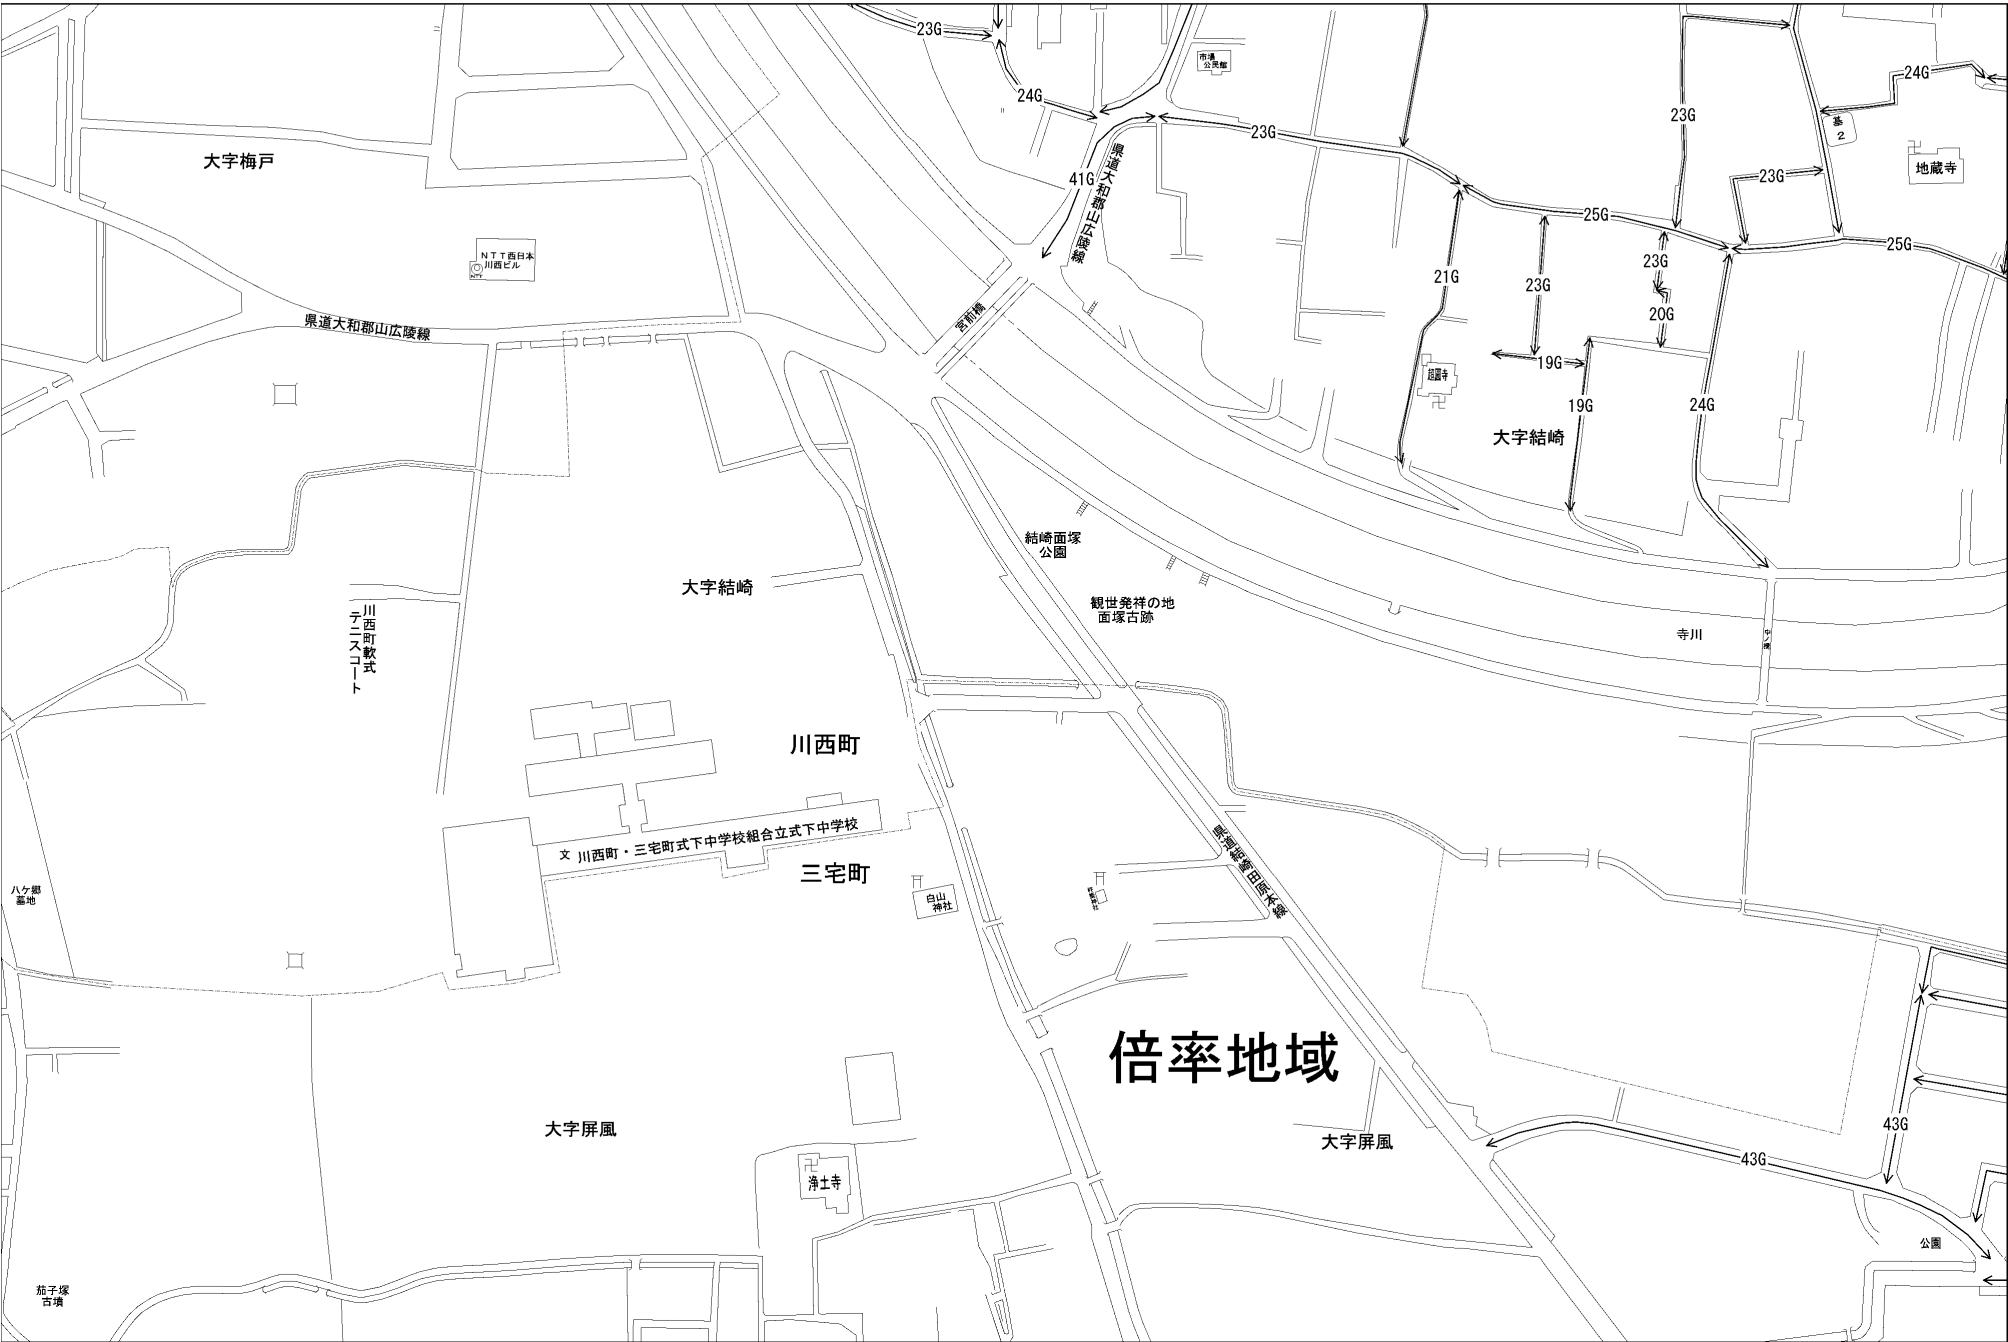 23G
24G
41G
県道大和郡山広陵線
市場
公民館
23G
23G
24G
墓
2
地蔵寺
23G
25G
25G
大字梅戸
NTT西日本
川西ビル
NTT
県道大和郡山広陵線
宮前橋
21G
23G
23G
20G
19G
19G
24G
超圓寺
大字結崎
結崎面塚
公園
観世発祥の地
面塚古跡
寺川
大字結崎
川西町軟式
テニスコート
川西町
文 川西町・三宅町式下中学校組合立式下中学校
三宅町
白山
神社
県道結崎田原本線
八ケ郷
墓地
倍率地域
大字屏風
大字屏風
浄土寺
43G
43G
公園
茄子塚
古墳